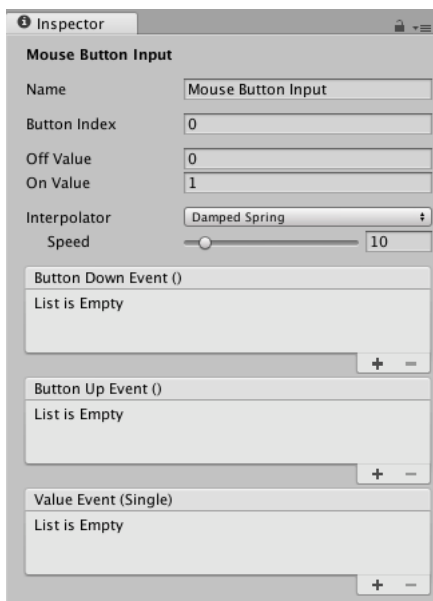 Inspector
Mouse Button Input
Name Mouse Button Input
Button Index 0
Off Value 0
On Value 1
Interpolator Damped Spring
Speed 10
Button Down Event ()
List is Empty
+ −
Button Up Event ()
List is Empty
+ −
Value Event (Single)
List is Empty
+ −